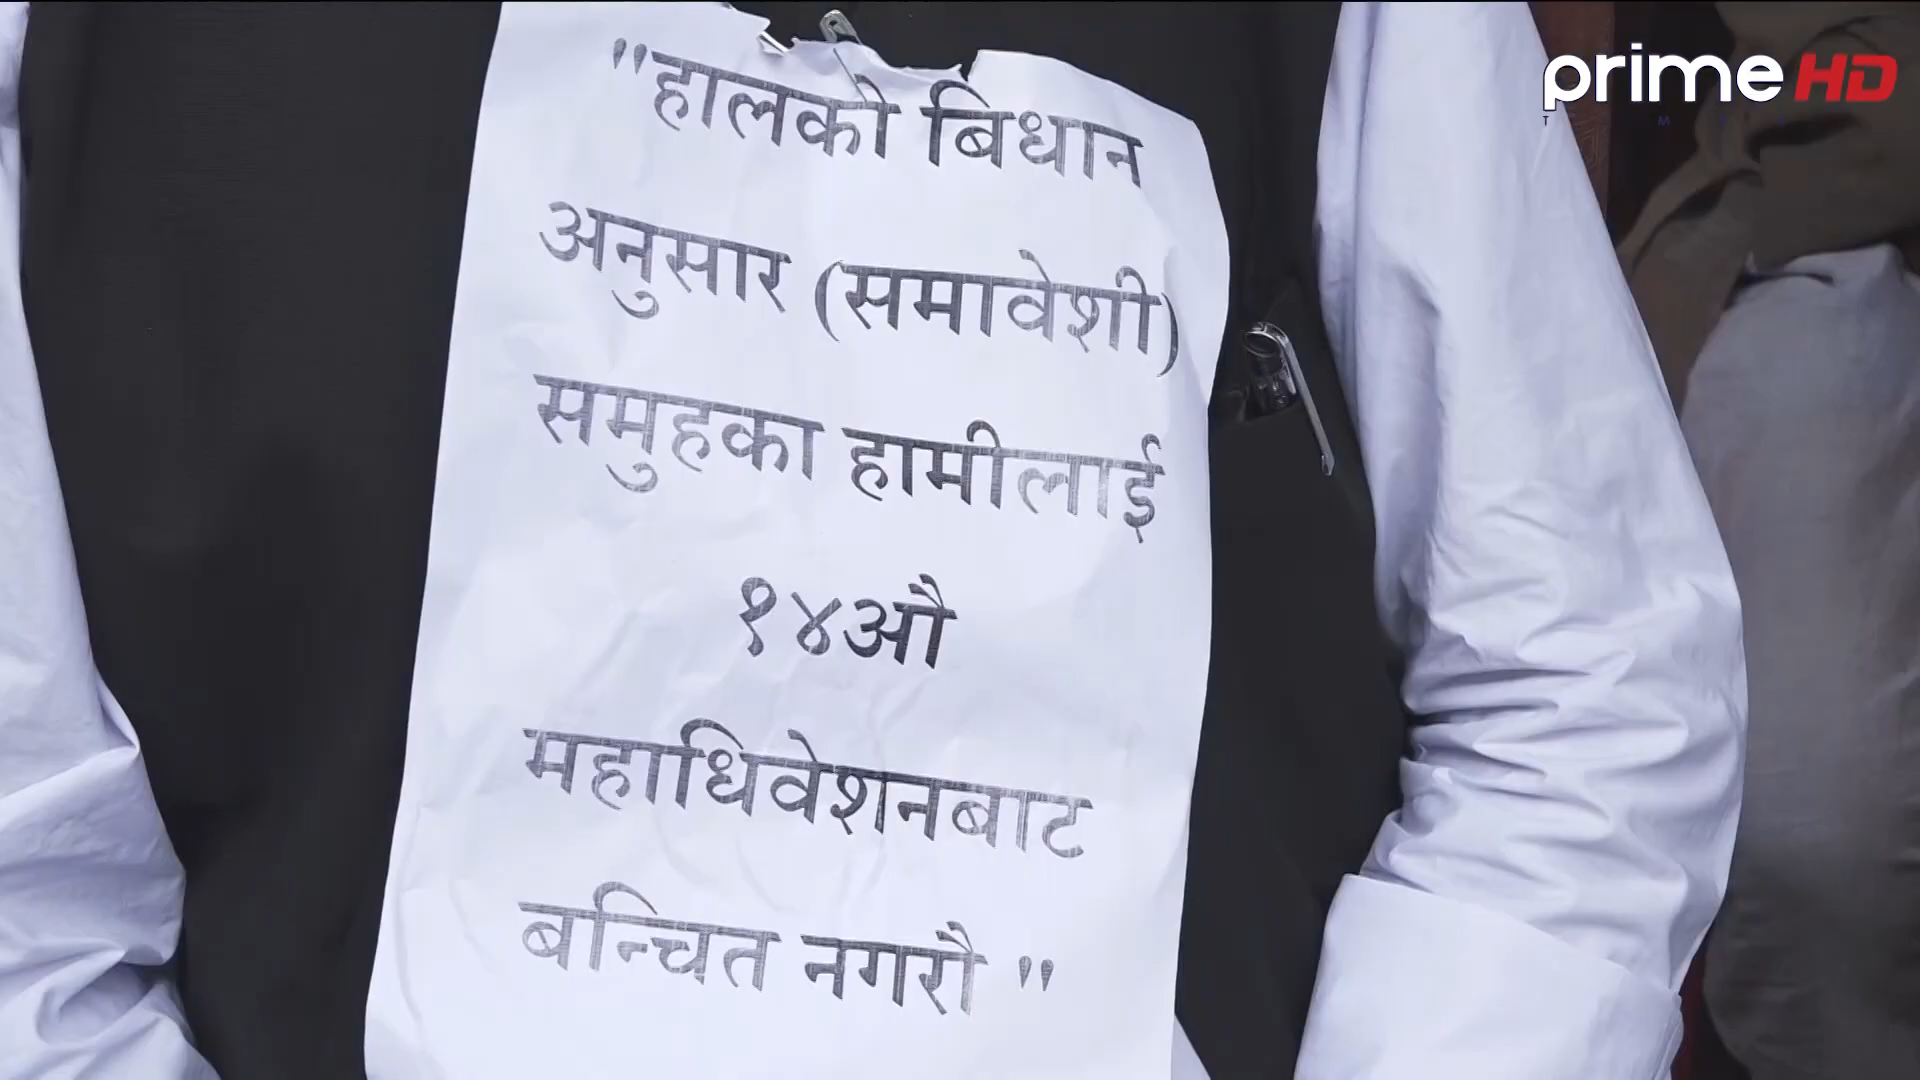 prime HD
"हालको बिधान
अनुसार (समावेशी)
समुहका हामीलाई
१४औ
महाधिवेशनबाट
बन्चित नगरौ "